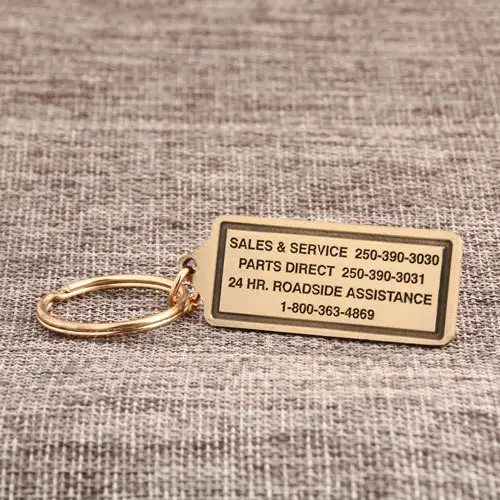 SALES & SERVICE 250-390-3030
PARTS DIRECT 250-390-3031
24 HR. ROADSIDE ASSISTANCE
1-800-363-4869